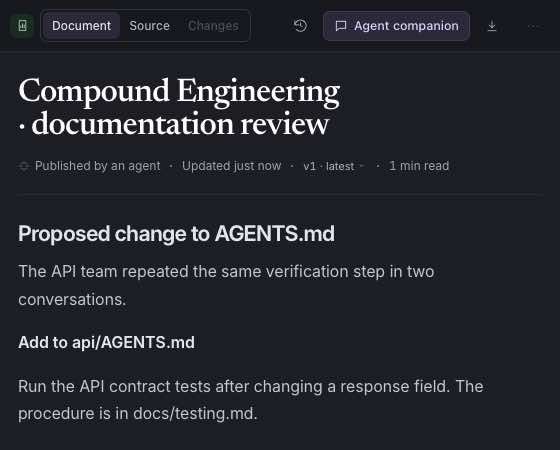 Document Source Changes Agent companion
Compound Engineering
· documentation review
Published by an agent · Updated just now · v1 · latest · 1 min read
Proposed change to AGENTS.md
The API team repeated the same verification step in two
conversations.
Add to api/AGENTS.md
Run the API contract tests after changing a response field. The
procedure is in docs/testing.md.